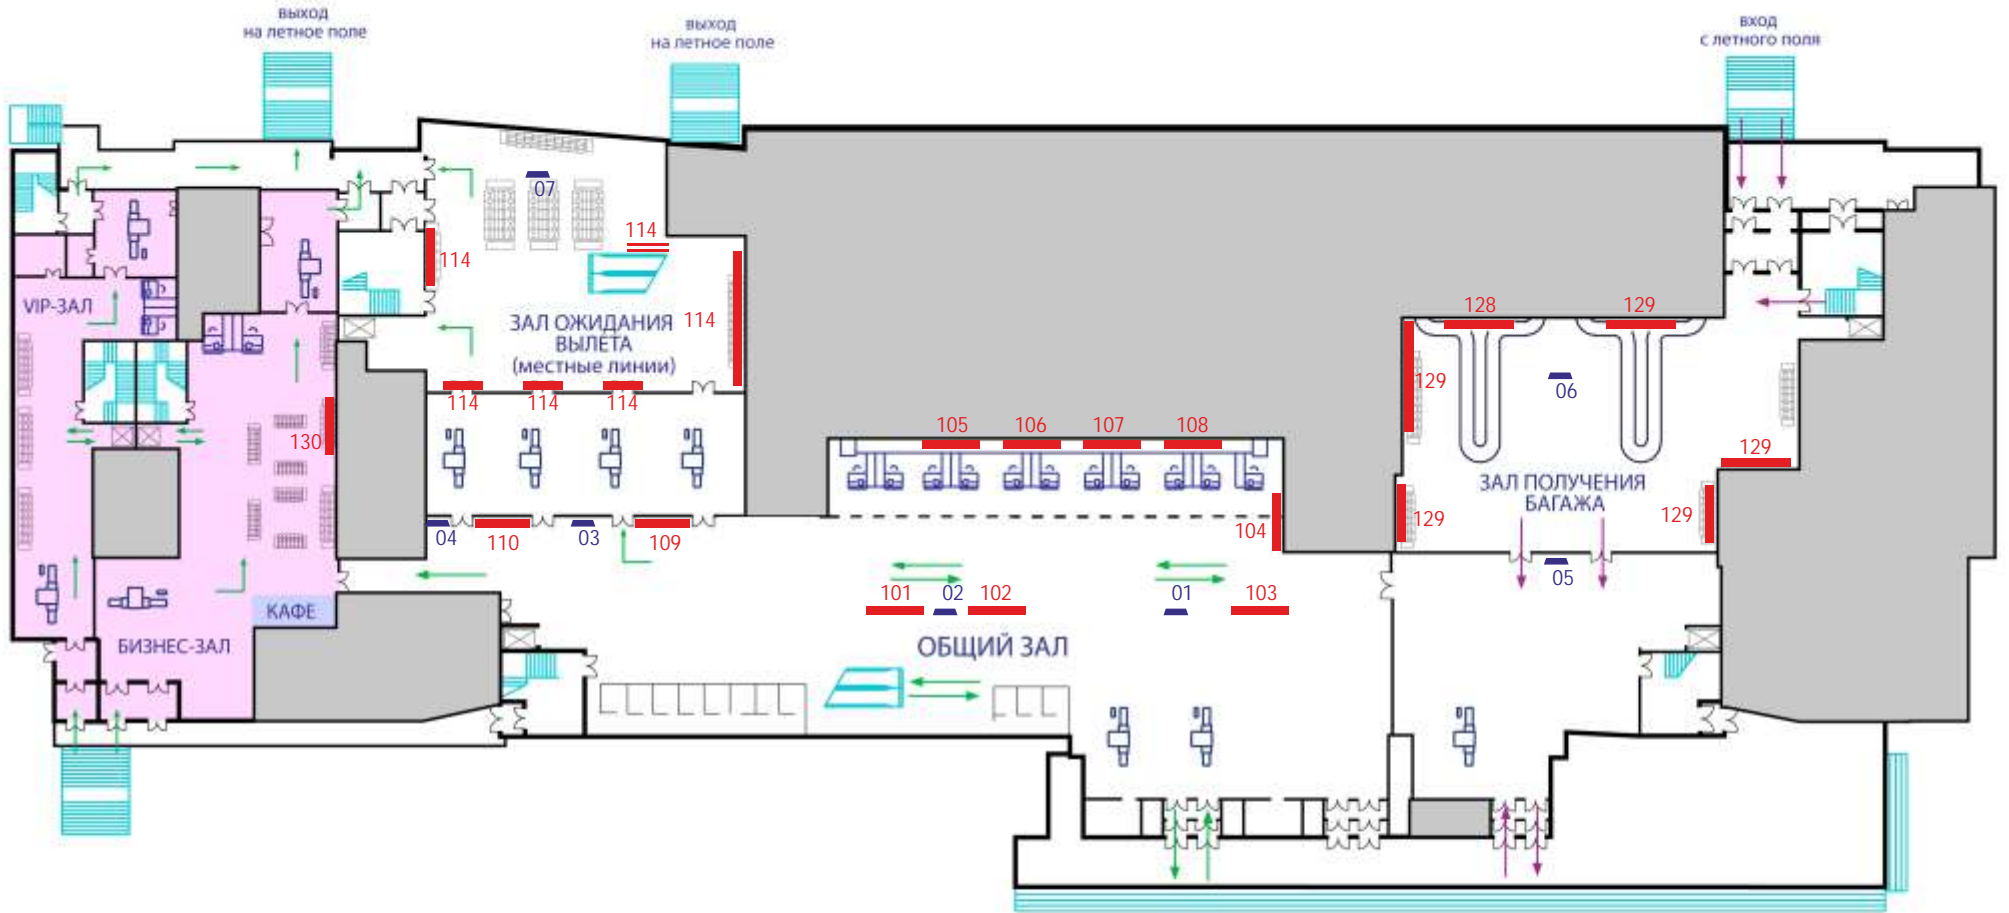 выход
на летное поле
выход
на летное поле
вход
с летного поля
07
114
114
VIP-ЗАЛ
ЗАЛ ОЖИДАНИЯ
ВЫЛЕТА
(местные линии)
114
128
129
129
06
114
114
114
130
105
106
107
108
129
ЗАЛ ПОЛУЧЕНИЯ
БАГАЖА
129
129
04
110
03
109
104
05
101
02
102
01
103
КАФЕ
БИЗНЕС-ЗАЛ
ОБЩИЙ ЗАЛ